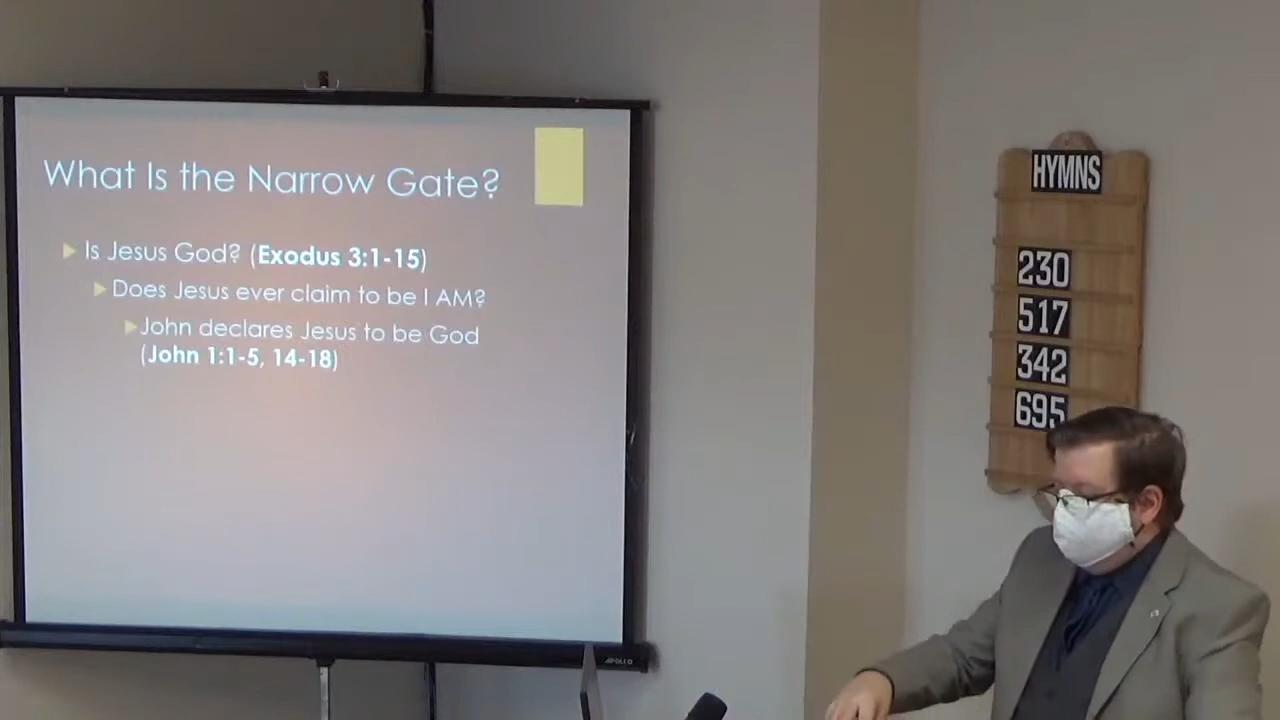 What Is the Narrow Gate?
Is Jesus God? (Exodus 3:1-15)
Does Jesus ever claim to be I AM?
John declares Jesus to be God
(John 1:1-5, 14-18)
APOLLO
HYMNS
230
517
342
695